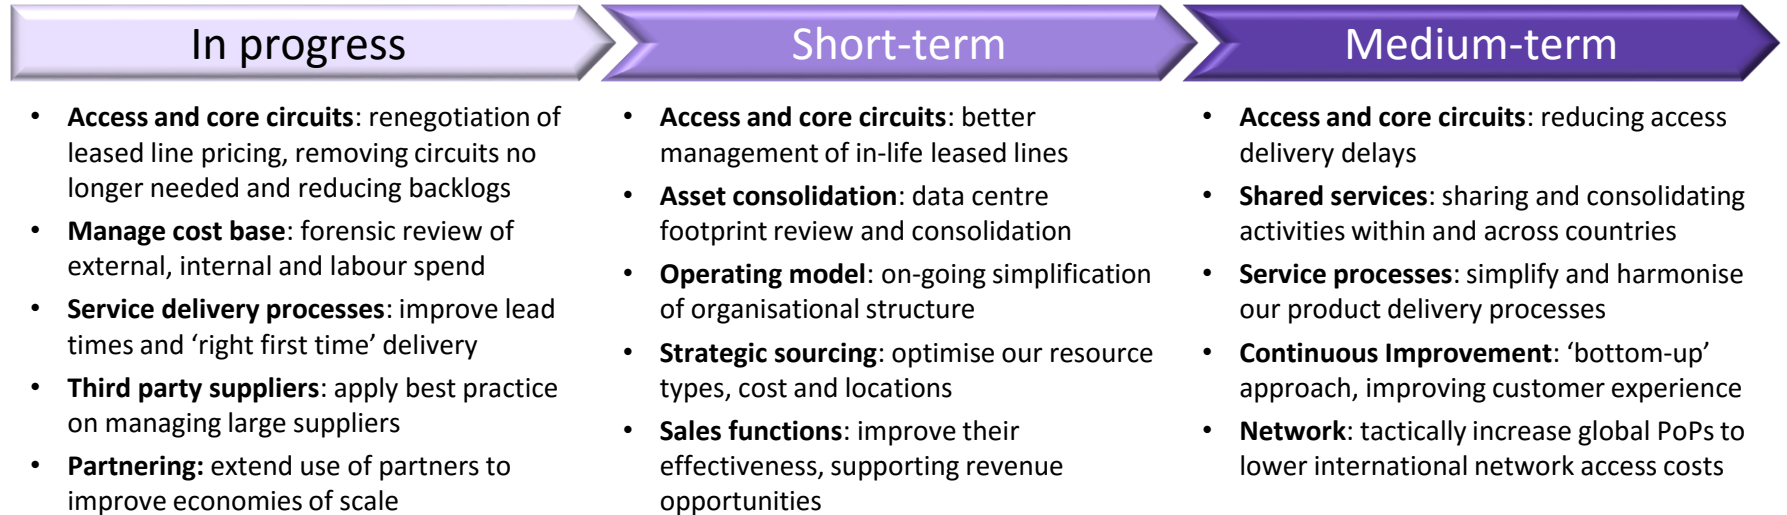 In progress
• Access and core circuits: renegotiation of
leased line pricing, removing circuits no
longer needed and reducing backlogs
• Manage cost base: forensic review of
external, internal and labour spend
• Service delivery processes: improve lead
times and ‘right first time’ delivery
• Third party suppliers: apply best practice
on managing large suppliers
• Partnering: extend use of partners to
improve economies of scale
Short-term
• Access and core circuits: better
management of in-life leased lines
• Asset consolidation: data centre
footprint review and consolidation
• Operating model: on-going simplification
of organisational structure
• Strategic sourcing: optimise our resource
types, cost and locations
• Sales functions: improve their
effectiveness, supporting revenue
opportunities
Medium-term
• Access and core circuits: reducing access
delivery delays
• Shared services: sharing and consolidating
activities within and across countries
• Service processes: simplify and harmonise
our product delivery processes
• Continuous Improvement: ‘bottom-up’
approach, improving customer experience
• Network: tactically increase global PoPs to
lower international network access costs